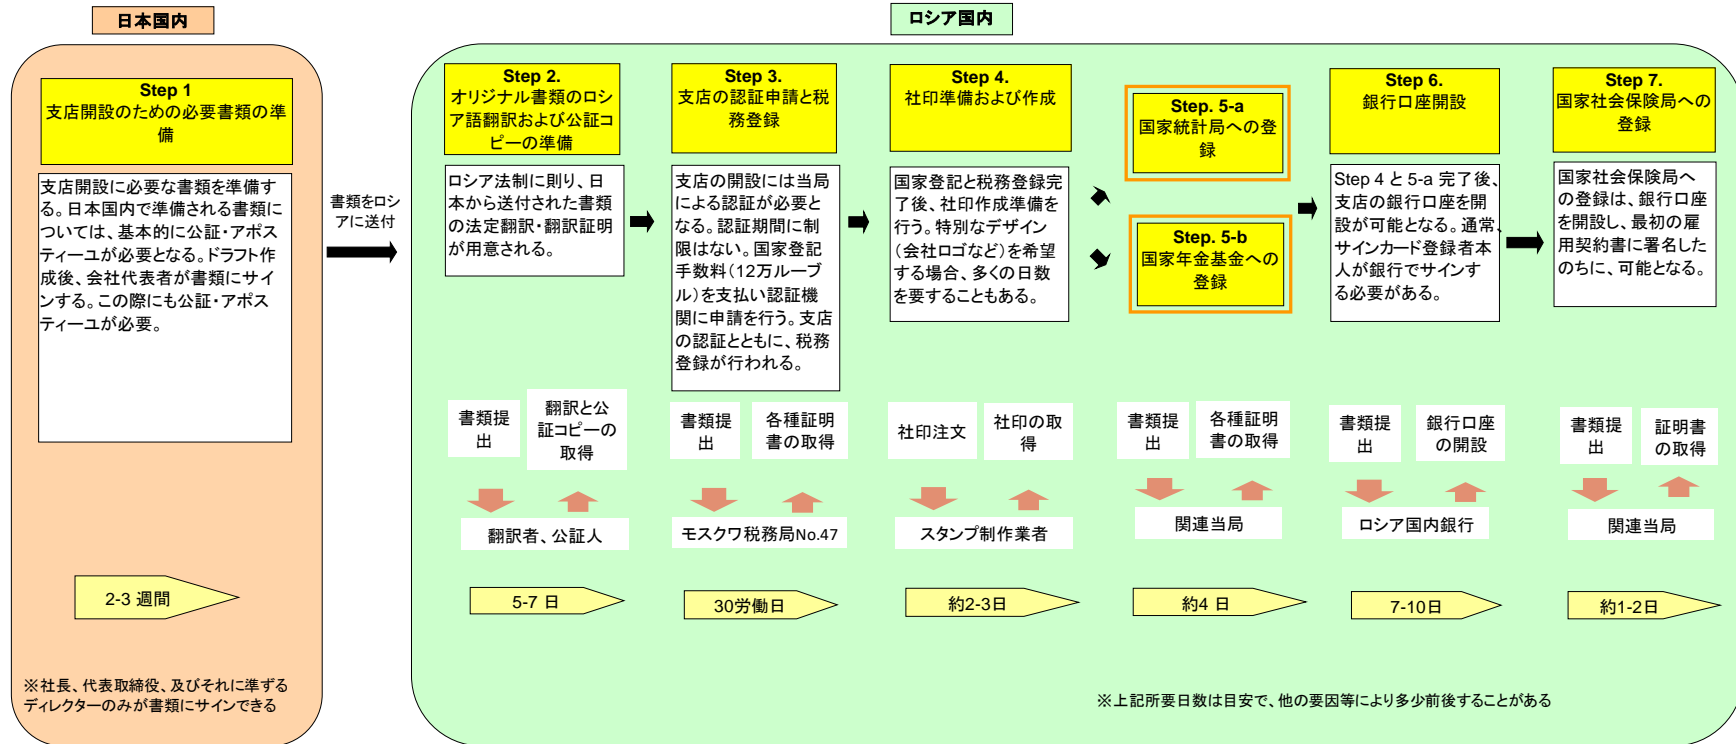 日本国内
ロシア国内
Step 1
支店開設のための必要書類の準
備
支店開設に必要な書類を準備す
る。日本国内で準備される書類に
ついては、基本的に公証・アポス
ティーユが必要となる。ドラフト作
成後、会社代表者が書類にサイ
ンする。この際にも公証・アポス
ティーユが必要。
2-3 週間
※社長、代表取締役、及びそれに準ずる
ディレクターのみが書類にサインできる
書類をロシ
アに送付
Step 2.
オリジナル書類のロシ
ア語翻訳および公証コ
ピーの準備
ロシア法制に則り、日
本から送付された書類
の法定翻訳・翻訳証明
が用意される。
書類提
出
翻訳と公
証コピーの
取得
翻訳者、公証人
5-7 日
Step 3.
支店の認証申請と税
務登録
支店の開設には当局
による認証が必要と
なる。認証期間に制
限はない。国家登記
手数料(12万ルーブ
ル)を支払い認証機
関に申請を行う。支店
の認証とともに、税務
登録が行われる。
書類提
出
各種証明
書の取得
モスクワ税務局No.47
30労働日
Step 4.
社印準備および作成
国家登記と税務登録完
了後、社印作成準備を
行う。特別なデザイン
(会社ロゴなど)を希望
する場合、多くの日数
を要することもある。
社印注文
社印の取
得
スタンプ制作業者
約2-3日
Step. 5-a
国家統計局への登
録
Step. 5-b
国家年金基金への
登録
書類提
出
各種証明
書の取得
関連当局
約4 日
Step 6.
銀行口座開設
Step 4 と 5-a 完了後、
支店の銀行口座を開
設が可能となる。通常、
サインカード登録者本
人が銀行でサインす
る必要がある。
書類提
出
銀行口座
の開設
ロシア国内銀行
7-10日
Step 7.
国家社会保険局への
登録
国家社会保険局へ
の登録は、銀行口座
を開設し、最初の雇
用契約書に署名した
のちに、可能となる。
書類提
出
証明書
の取得
関連当局
約1-2日
※上記所要日数は目安で、他の要因等により多少前後することがある